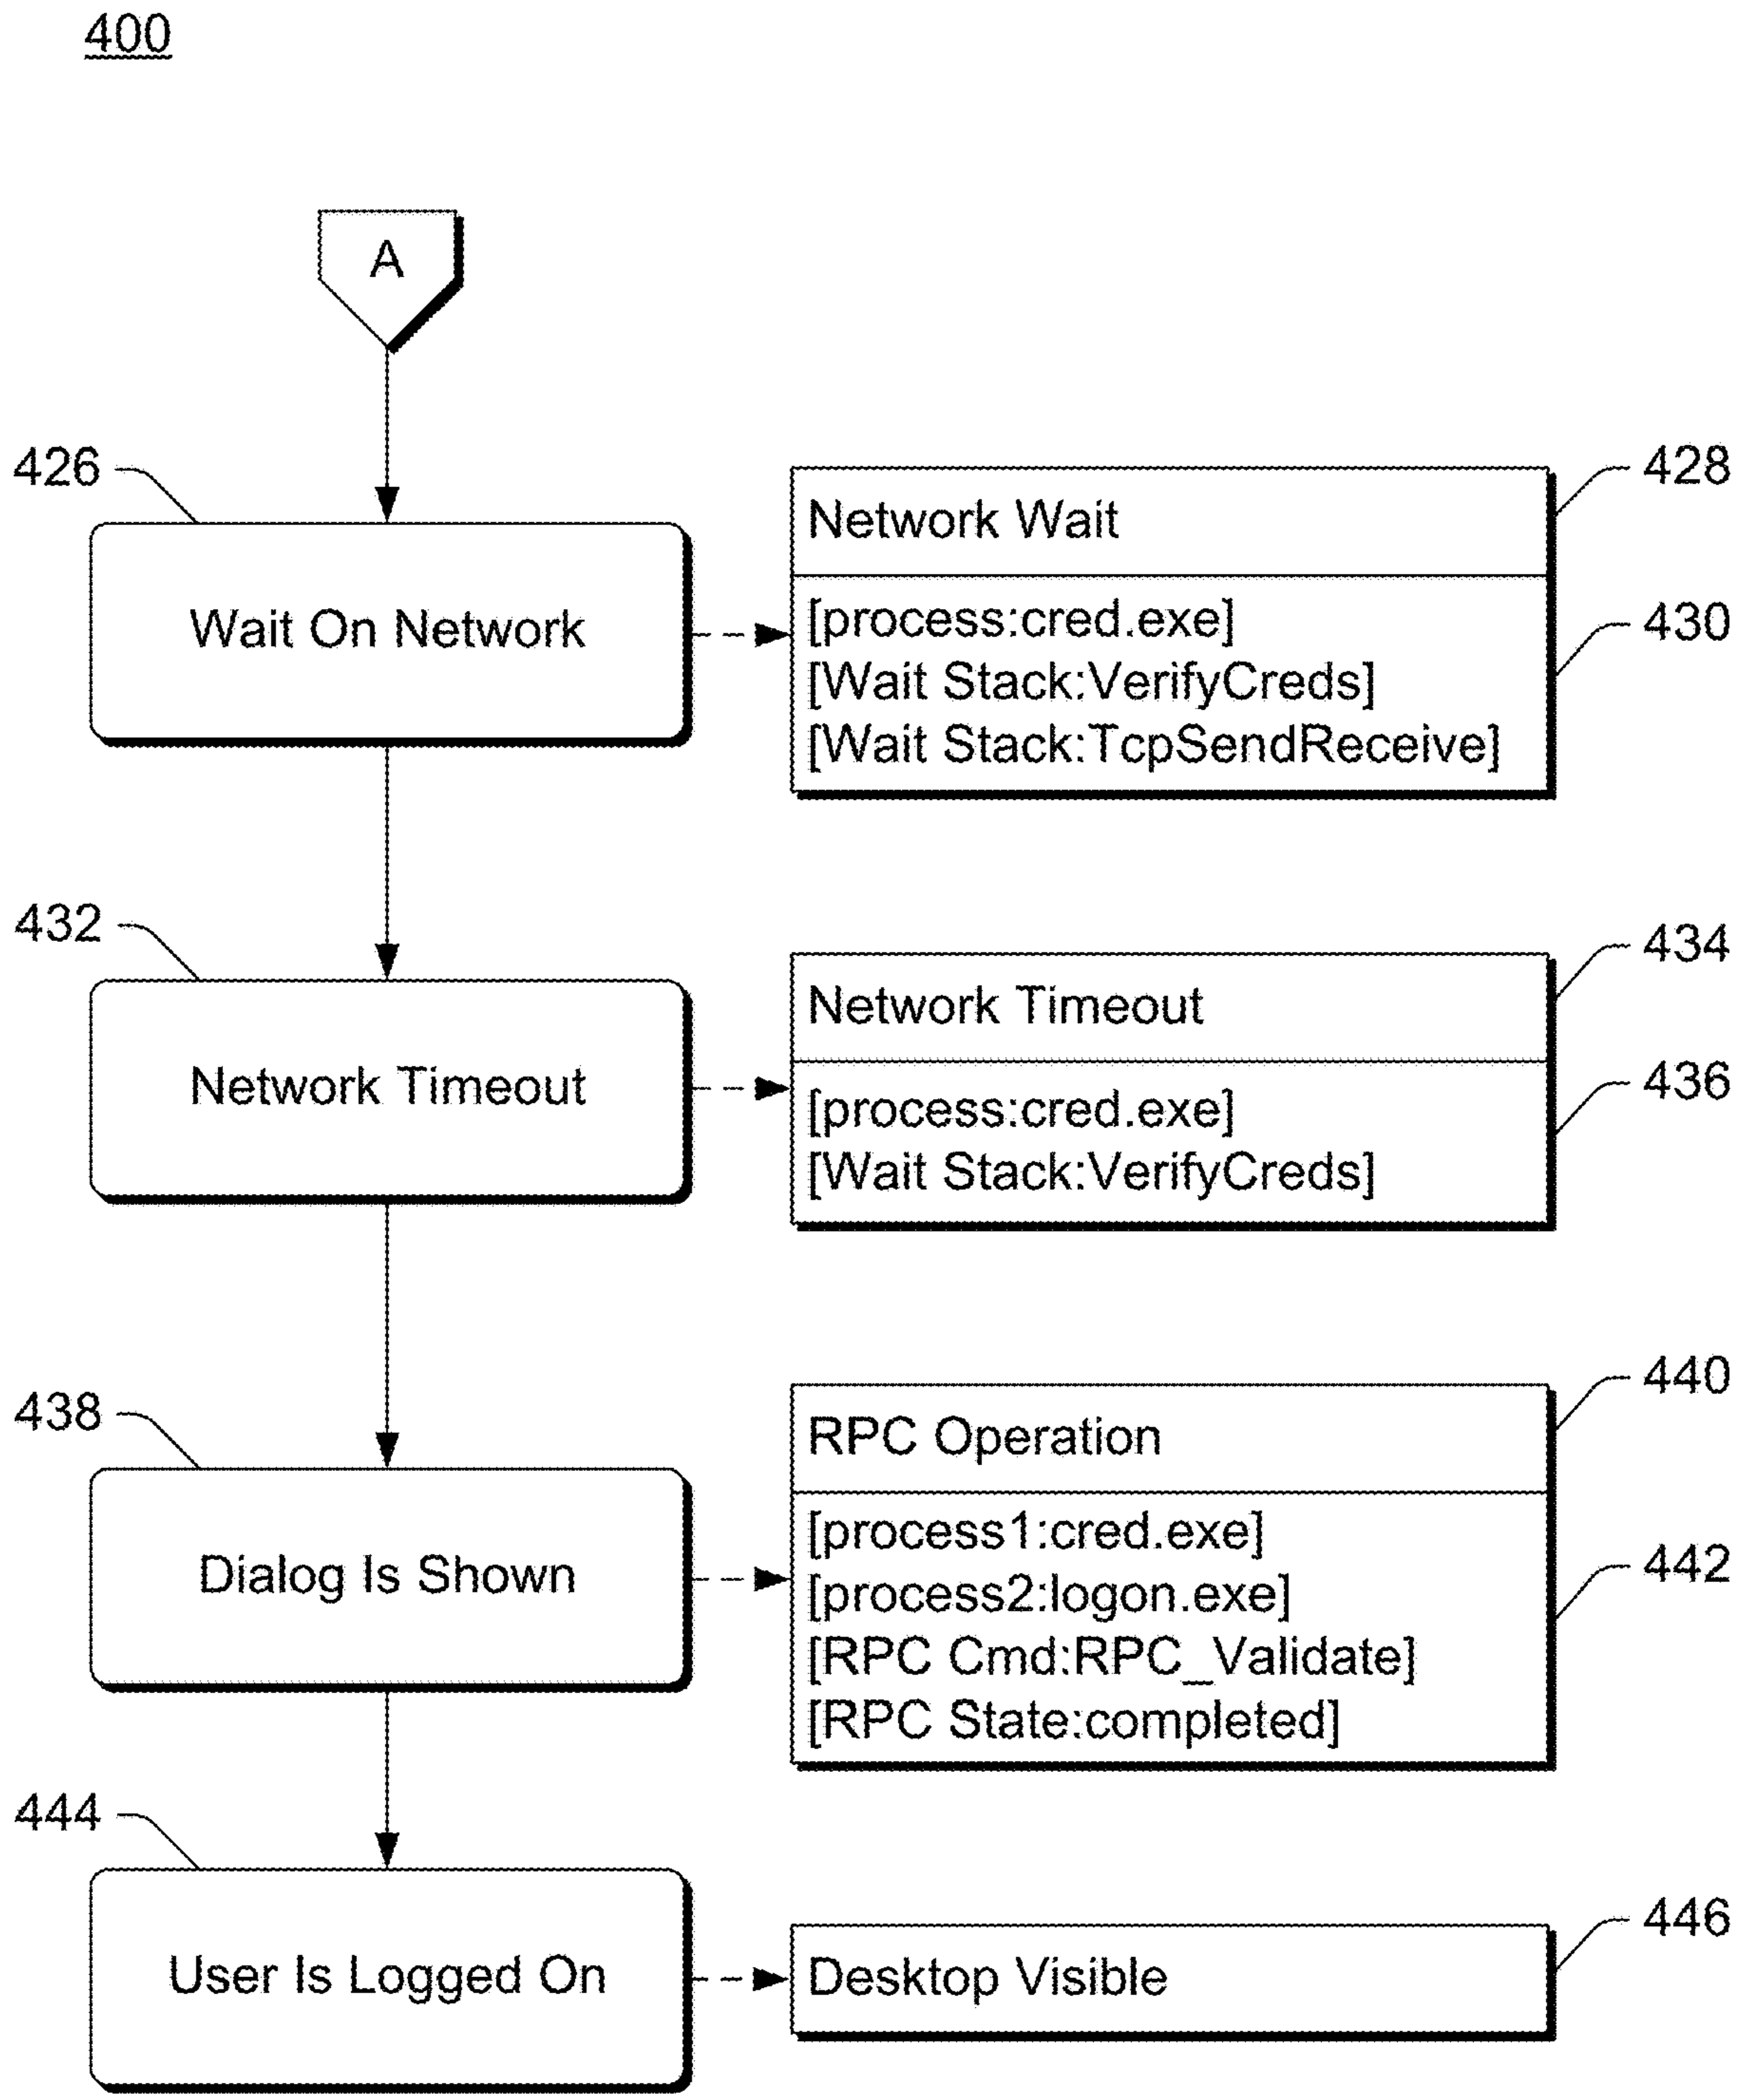 400
A
426
Wait On Network
428
Network Wait
430
[process:cred.exe]
[Wait Stack:VerifyCreds]
[Wait Stack:TcpSendReceive]
432
Network Timeout
434
Network Timeout
436
[process:cred.exe]
[Wait Stack:VerifyCreds]
438
Dialog Is Shown
440
RPC Operation
442
[process1:cred.exe]
[process2:logon.exe]
[RPC Cmd:RPC_Validate]
[RPC State:completed]
444
User Is Logged On
446
Desktop Visible